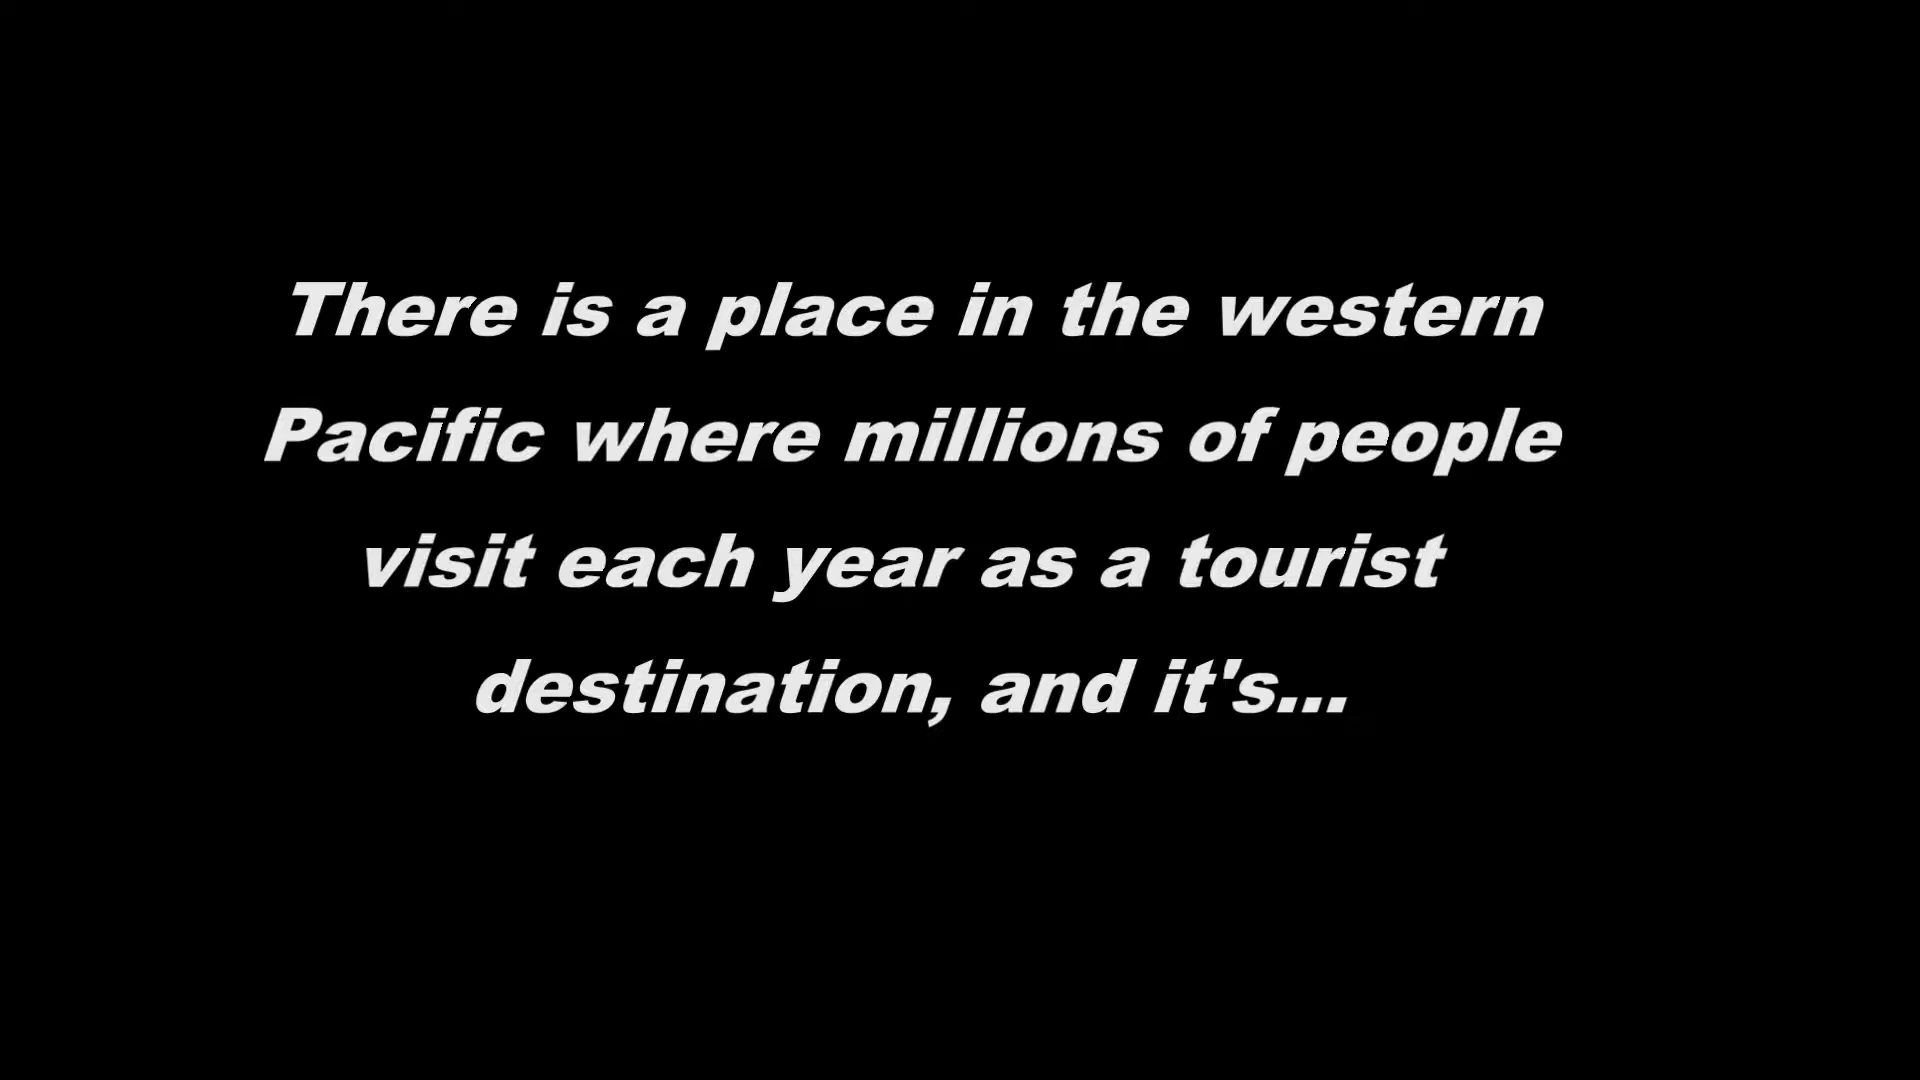 There is a place in the western
Pacific where millions of people
visit each year as a tourist
destination, and it's...